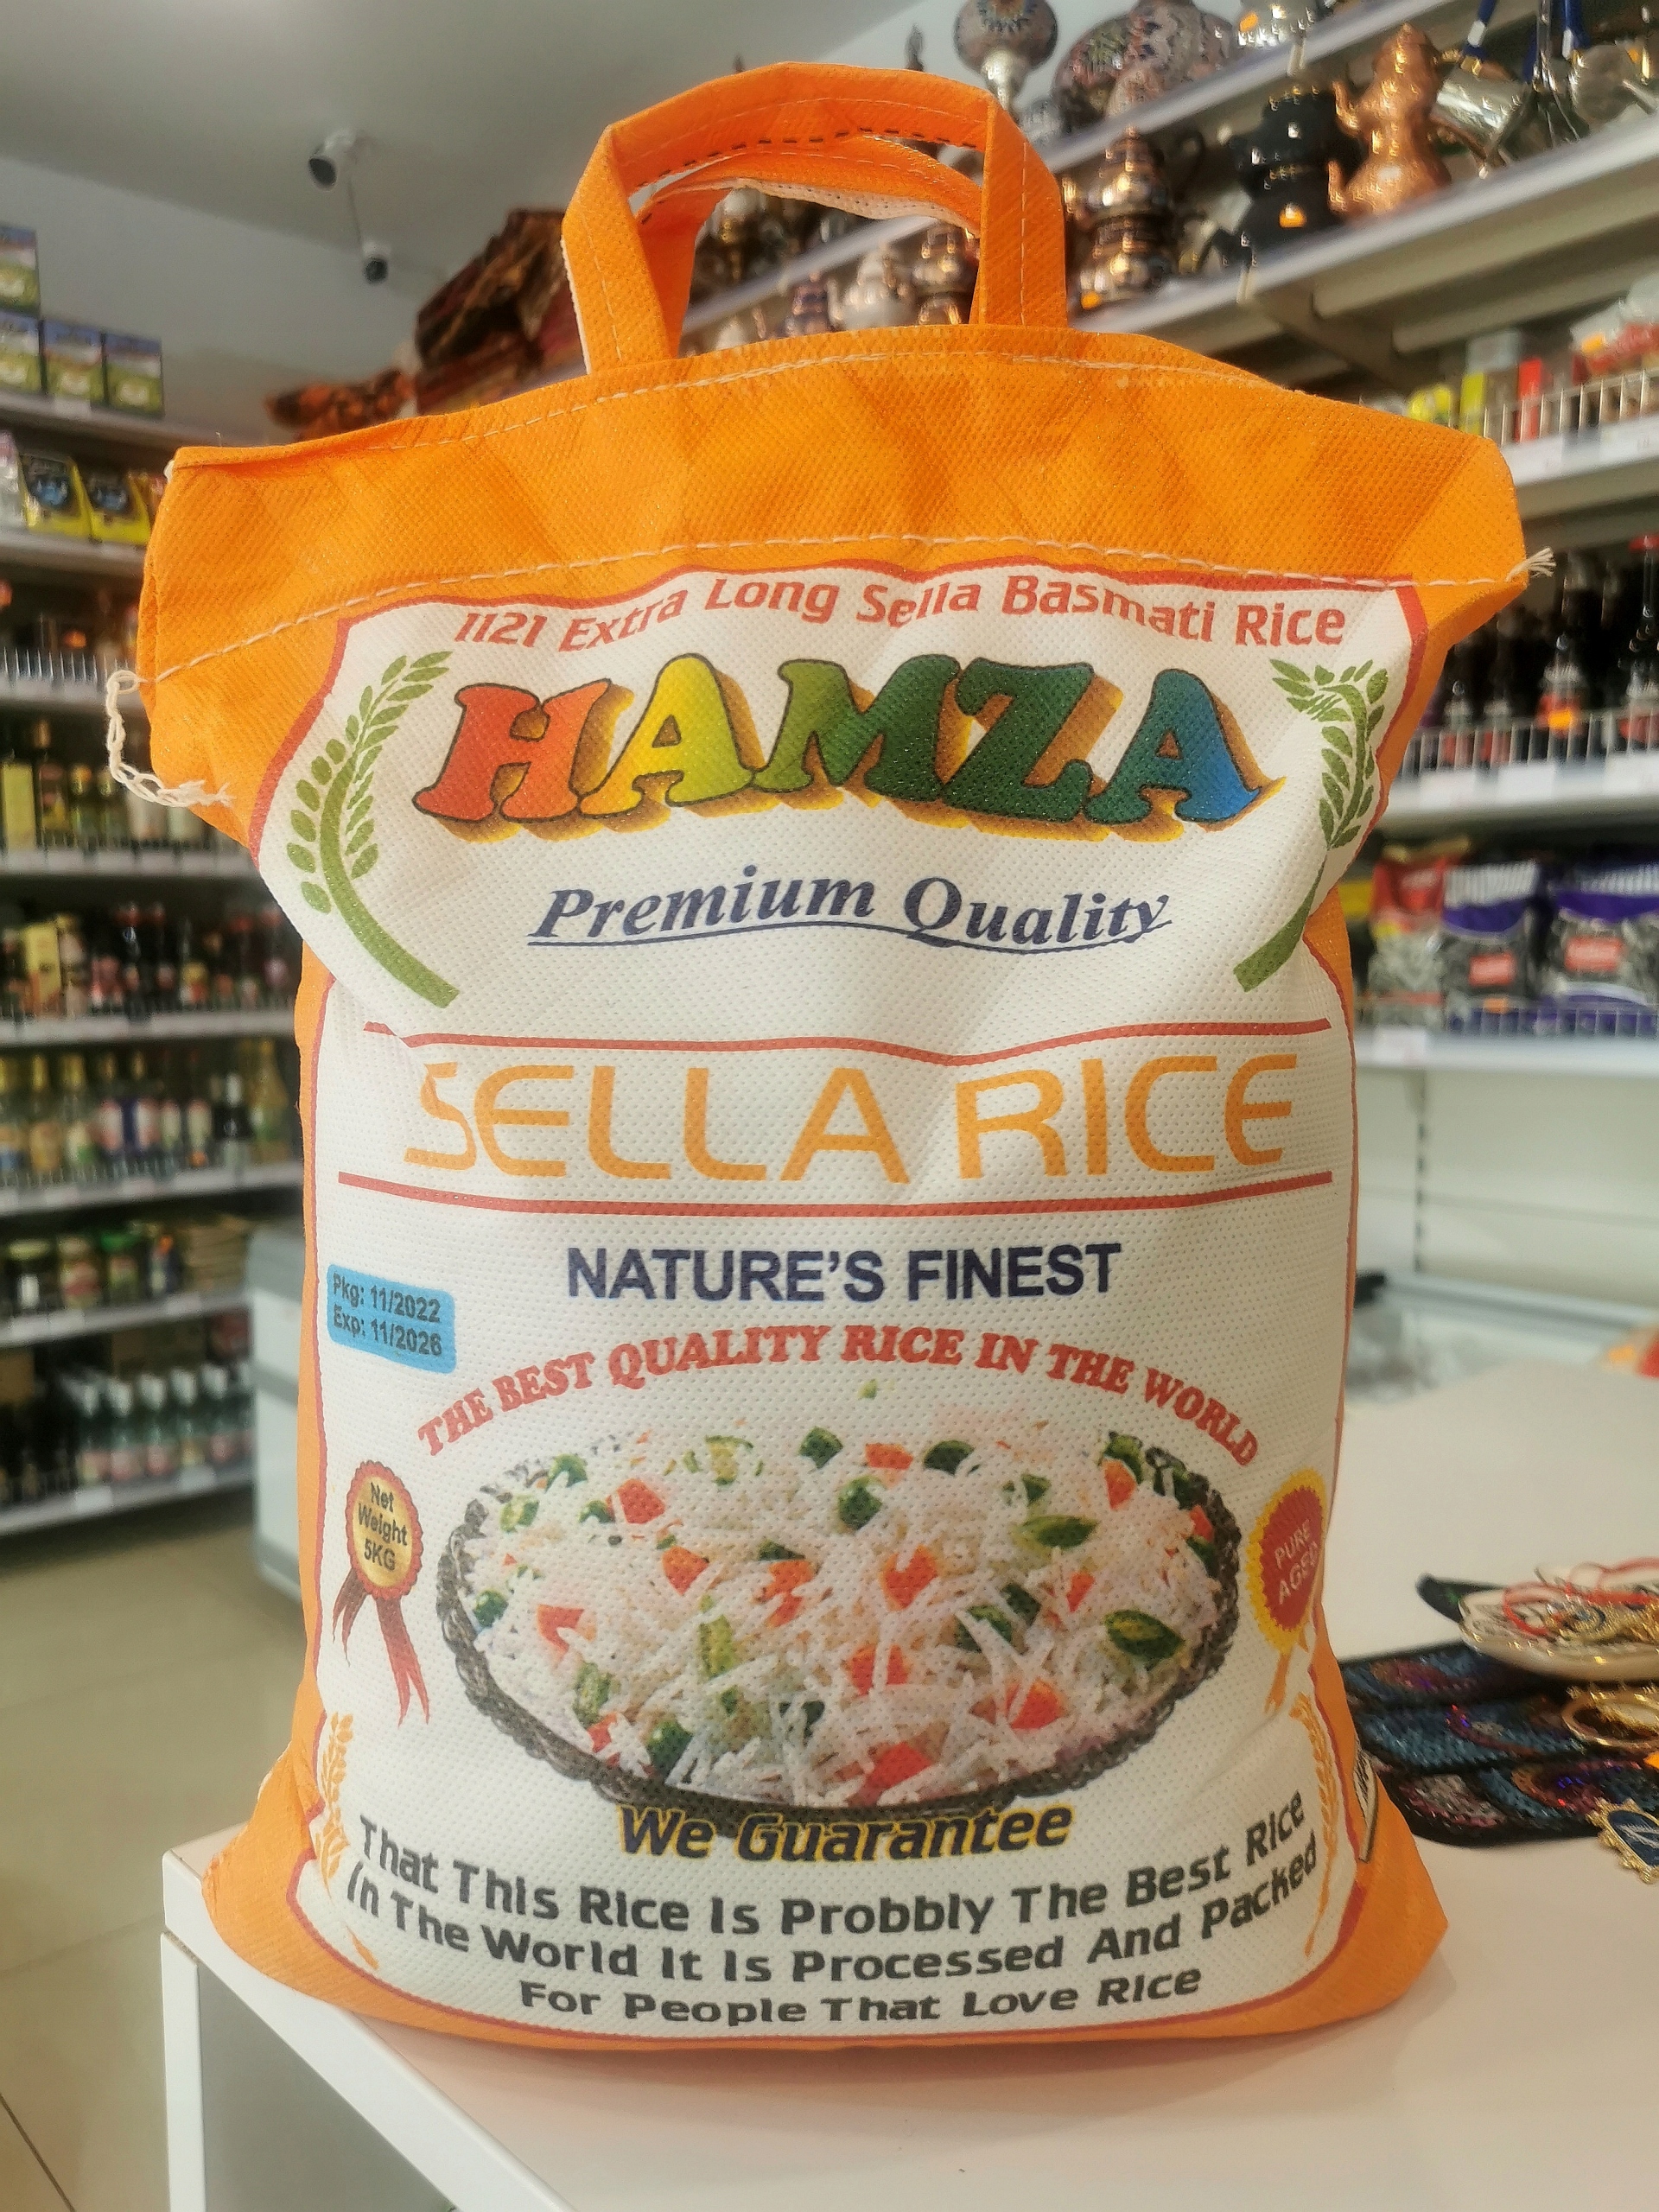 1121 Extra Long Sella Basmati Rice
HAMZA
Premium Quality
SELLA RICE
NATURE'S FINEST
Pkg: 11/2022
Exp: 11/2026
THE BEST QUALITY RICE IN THE WORLD
Net
Weight
5KG
PURE
AGED
We Guarantee
That This Rice Is Probbly The Best Rice
In The World It Is Processed And Packed
For People That Love Rice